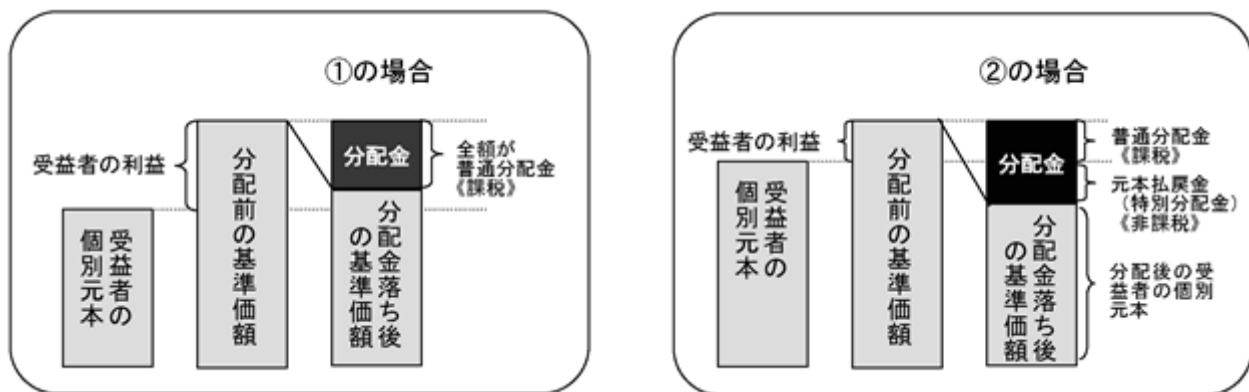 ①の場合
受益者の利益
受益者の
個別元本
分配前の基準価額
分配金
分配金落ち後
の基準価額
全額が
普通分配金
《課税》
②の場合
受益者の利益
受益者の
個別元本
分配前の基準価額
分配金
分配金落ち後
の基準価額
普通分配金
《課税》
元本払戻金
(特別分配金)
《非課税》
分配後の受
益者の個別
元本